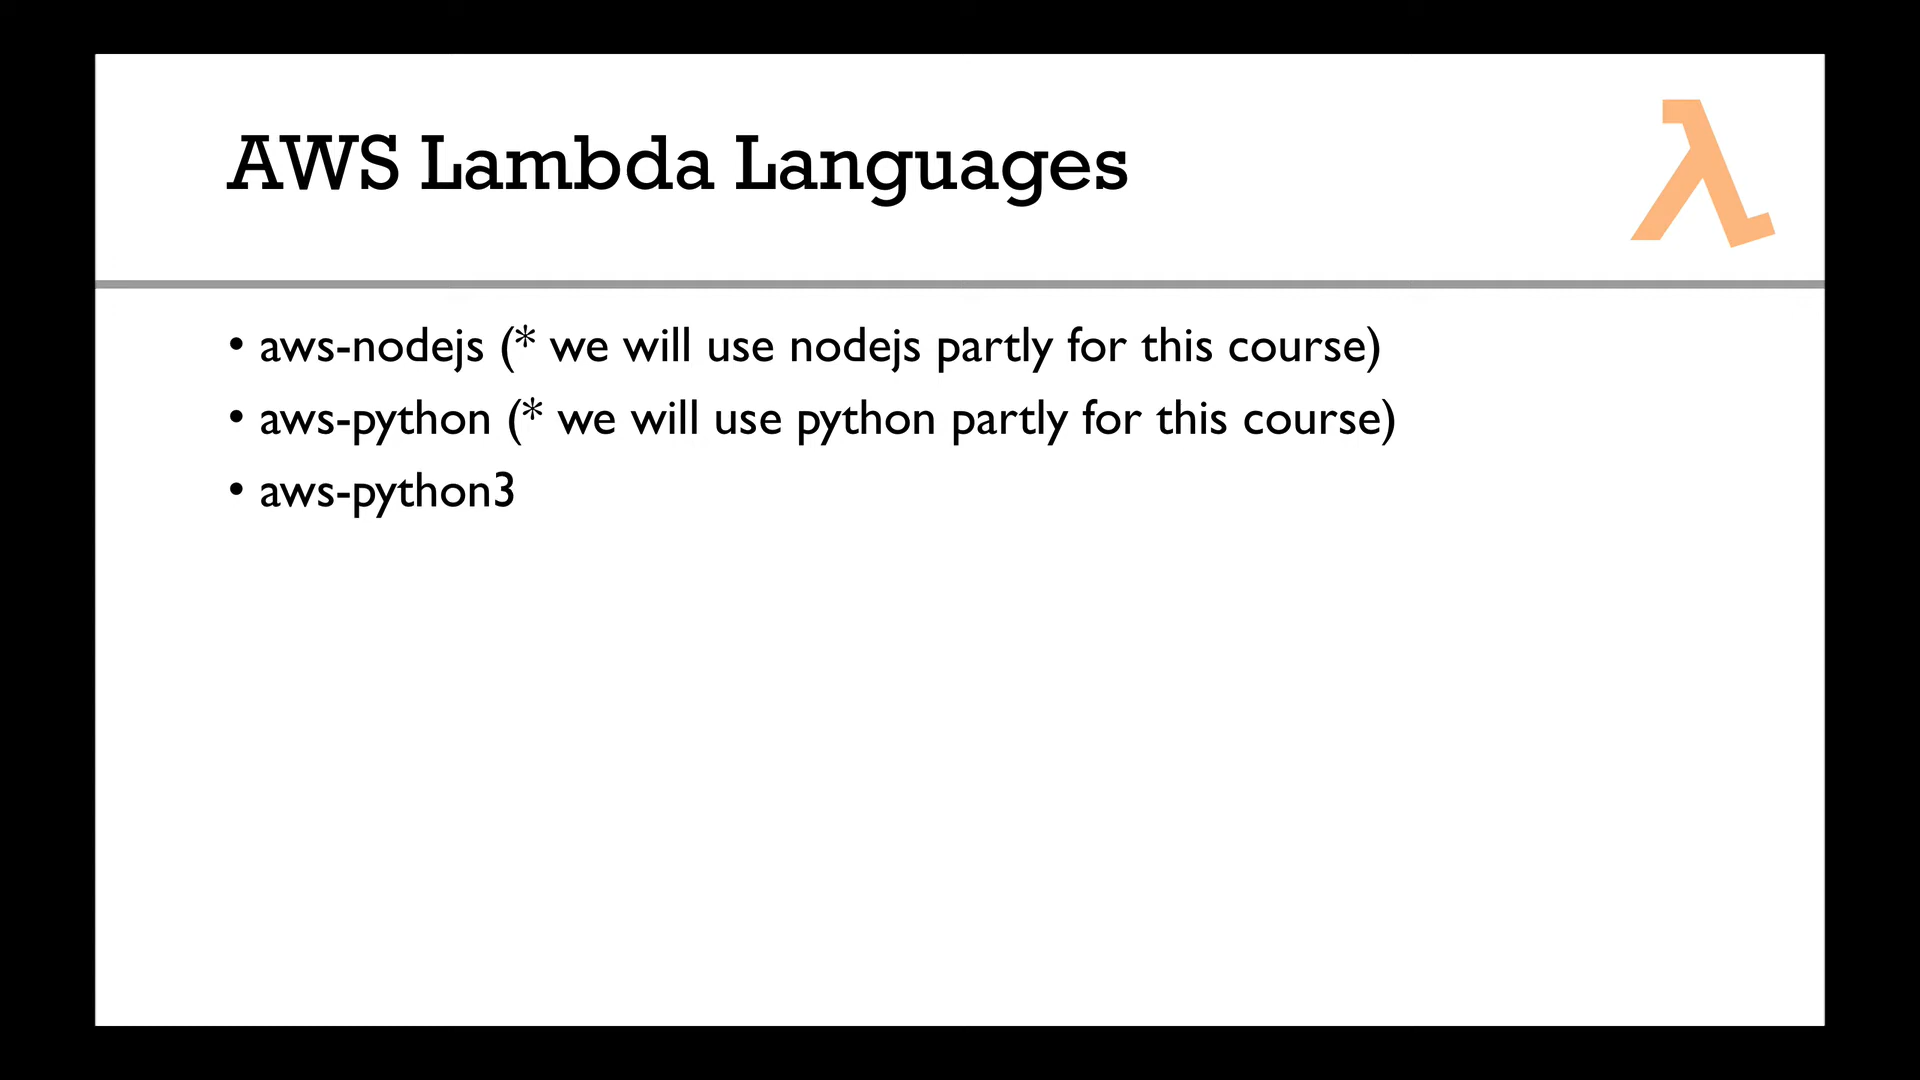 AWS Lambda Languages
• aws-nodejs (* we will use nodejs partly for this course)
• aws-python (* we will use python partly for this course)
• aws-python3